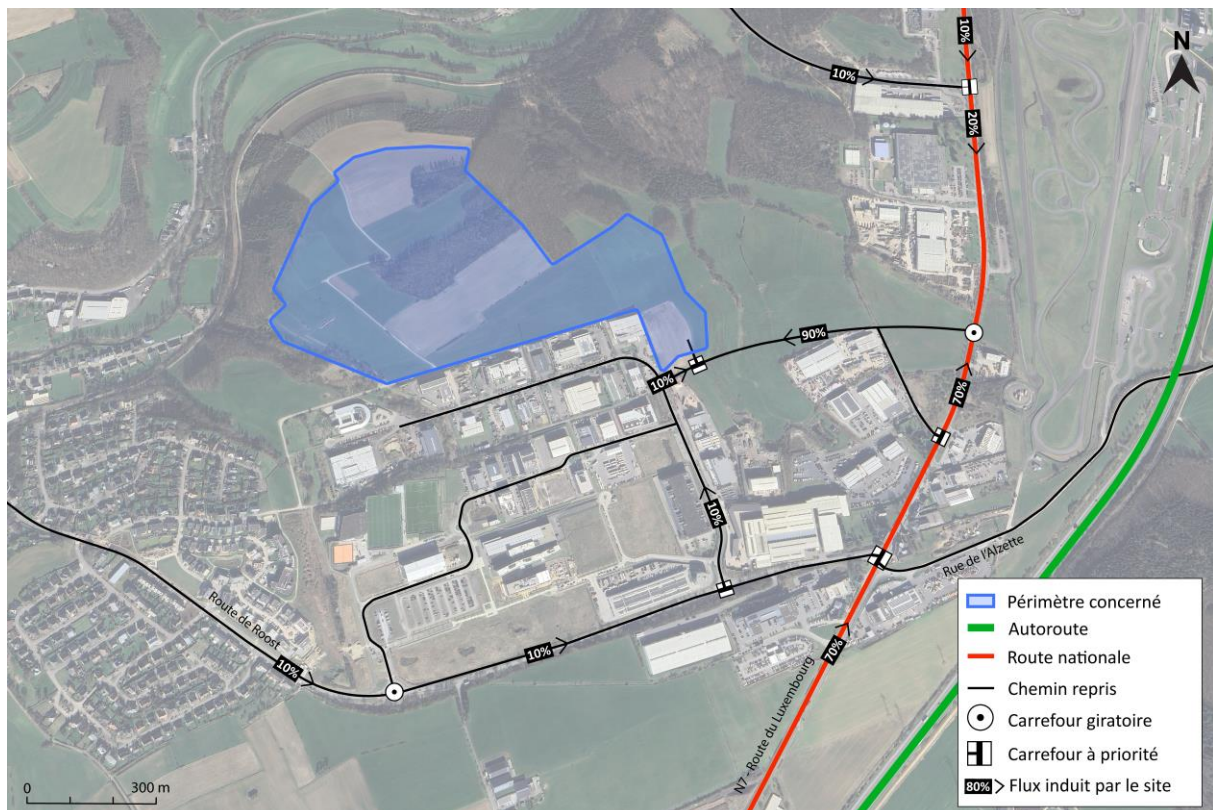 10%
N
10%
20%
90%
10%
70%
10%
Rue de l'Alzette
Route de Roost
10%
10%
70%
N7 - Route du Luxembourg
0 300 m
Périmètre concerné
Autoroute
Route nationale
Chemin repris
Carrefour giratoire
Carrefour à priorité
80% Flux induit par le site